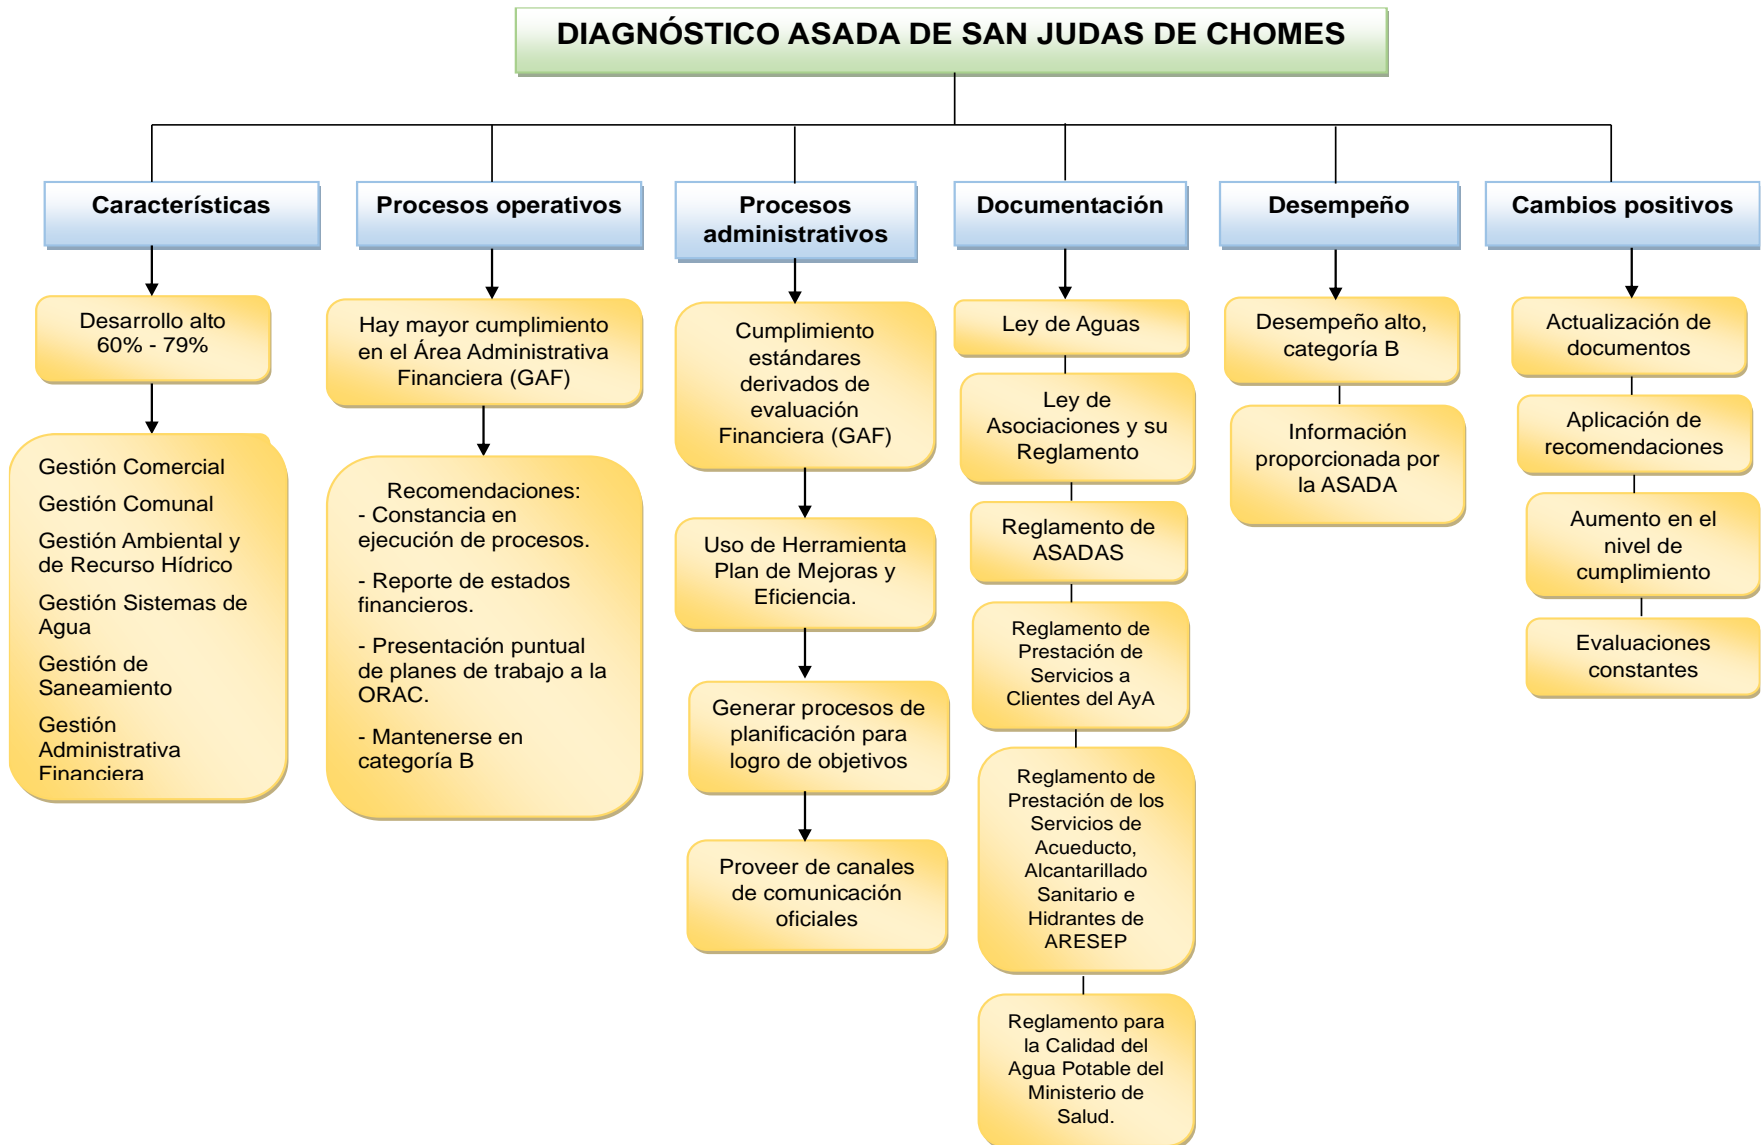 DIAGNÓSTICO ASADA DE SAN JUDAS DE CHOMES
Característícas
Desarrollo alto
60% - 79%
Gestión Comercial
Gestión Comunal
Gestión Ambiental y
de Recurso Hídrico
Gestión Sistemas de
Agua
Gestión de
Saneamiento
Gestión
Administrativa
Financiera
Procesos operativos
Hay mayor cumplimiento
en el Área Administrativa
Financiera (GAF)
Recomendaciones:
- Constancia en
ejecución de procesos.
- Reporte de estados
financieros.
- Presentación puntual
de planes de trabajo a la
ORAC.
- Mantenerse en
categoría B
Procesos
administrativos
Cumplimiento
estándares
derivados de
evaluación
Financiera (GAF)
Uso de Herramienta
Plan de Mejoras y
Eficiencia.
Generar procesos de
planificación para
logro de objetivos
Proveer de canales
de comunicación
oficiales
Documentación
Ley de Aguas
Ley de
Asociaciones y su
Reglamento
Reglamento de
ASADAS
Reglamento de
Prestación de
Servicios a
Clientes del AyA
Reglamento de
Prestación de los
Servicios de
Acueducto,
Alcantarillado
Sanitario e
Hidrantes de
ARESEP
Reglamento para
la Calidad del
Agua Potable del
Ministerio de
Salud.
Desempeño
Desempeño alto,
categoría B
Información
proporcionada por
la ASADA
Cambios positivos
Actualización de
documentos
Aplicación de
recomendaciones
Aumento en el
nivel de
cumplimiento
Evaluaciones
constantes